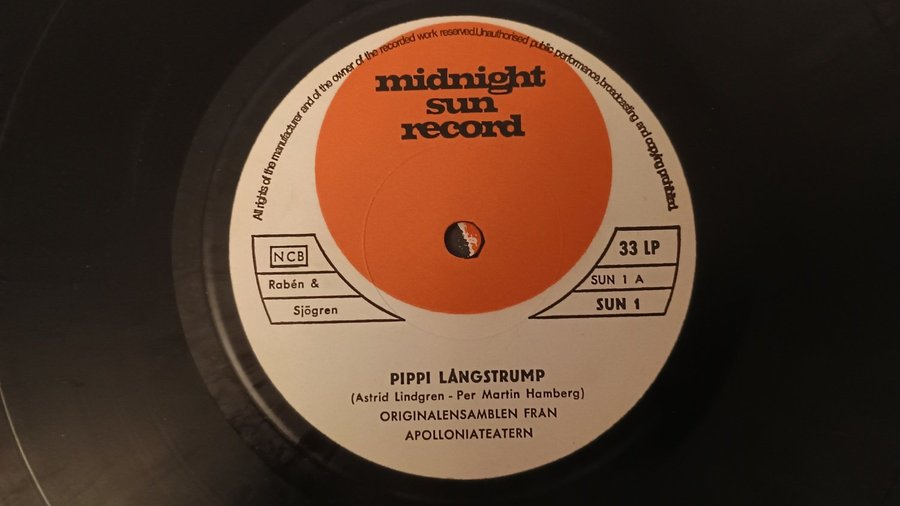 All rights of the manufacturer and of the owner of the recorded work reserved.Unauthorised public performance, broadcasting and copying prohibited.
midnight
sun
record
NCB
Rabén &
Sjögren
33 LP
SUN 1 A
SUN 1
PIPPI LÅNGSTRUMP
(Astrid Lindgren - Per Martin Hamberg)
ORIGINALENSAMBLEN FRÅN
APOLLONIATEATERN